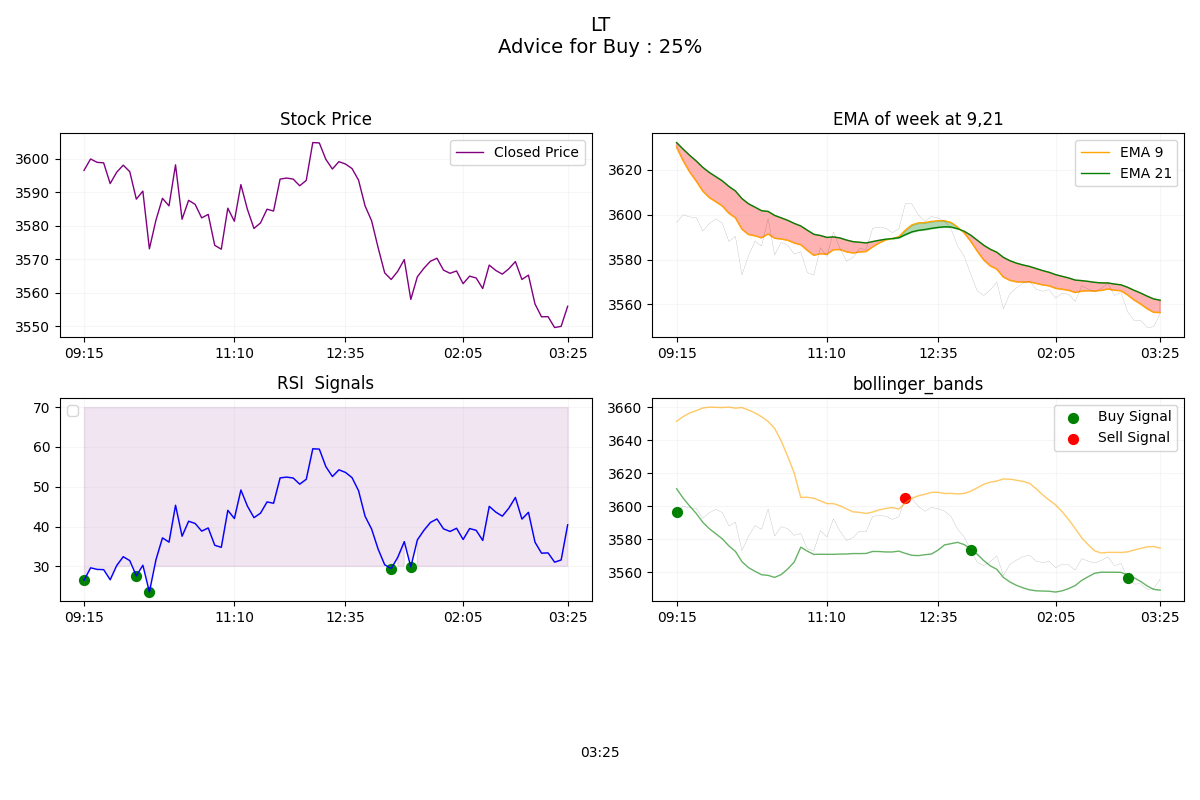 LT
Advice for Buy : 25%
Stock Price
Closed Price
3600
3590
3580
3570
3560
3550
09:15 11:10 12:35 02:05 03:25
EMA of week at 9,21
EMA 9
EMA 21
3620
3600
3580
3560
09:15 11:10 12:35 02:05 03:25
RSI  Signals
70
60
50
40
30
09:15 11:10 12:35 02:05 03:25
bollinger_bands
Buy Signal
Sell Signal
3660
3640
3620
3600
3580
3560
09:15 11:10 12:35 02:05 03:25
03:25